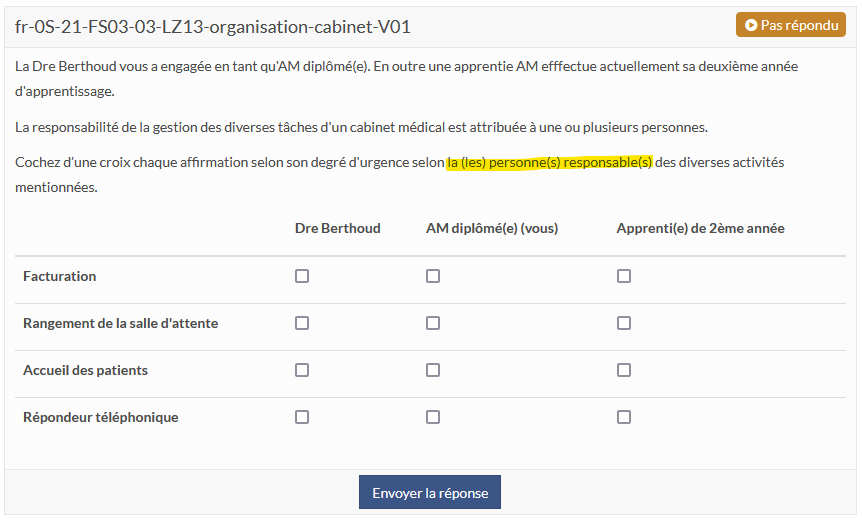 fr-0S-21-FS03-03-LZ13-organisation-cabinet-V01
Pas répondu
La Dre Berthoud vous a engagée en tant qu'AM diplômé(e). En outre une apprentie AM efffectue actuellement sa deuxième année
d'apprentissage.
La responsabilité de la gestion des diverses tâches d'un cabinet médical est attribuée à une ou plusieurs personnes.
Cochez d'une croix chaque affirmation selon son degré d'urgence selon la (les) personne(s) responsable(s) des diverses activités
mentionnées.
Dre Berthoud AM diplômé(e) (vous) Apprenti(e) de 2ème année
Facturation
Rangement de la salle d'attente
Accueil des patients
Répondeur téléphonique
Envoyer la réponse